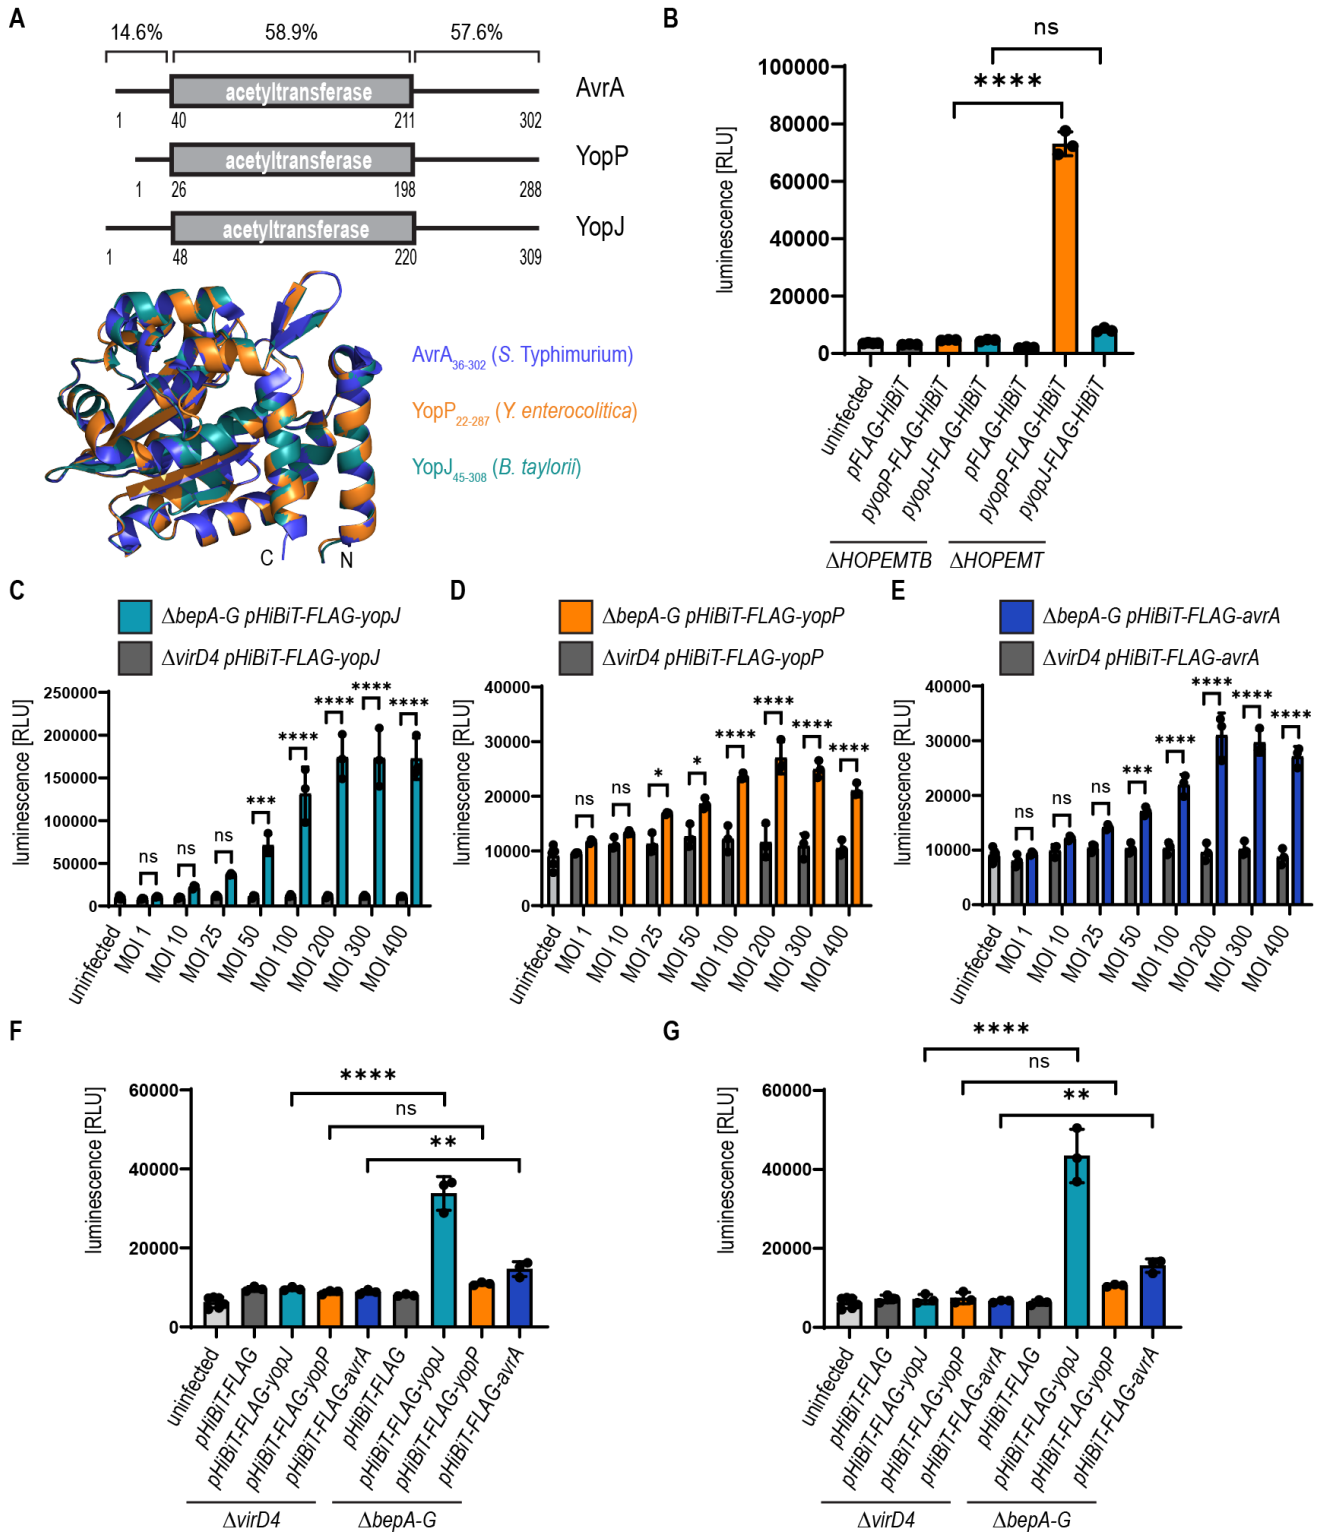 A
14.6% 58.9% 57.6%
acetyltransferase AvrA
1 40 211 302
acetyltransferase YopP
1 26 198 288
acetyltransferase YopJ
1 48 220 309
AvrA36-302 (S. Typhimurium)
YopP22-287 (Y. enterocolitica)
YopJ45-308 (B. taylorii)
C N
B
luminescence [RLU]
100000
80000
60000
40000
20000
0
ns
****
uninfected
pFLAG-HIBIT
pyopP-FLAG-HIBIT
pyopJ-FLAG-HIBIT
pFLAG-HIBIT
pyopP-FLAG-HIBIT
pyopJ-FLAG-HIBIT
ΔHOPEMTB ΔHOPEMT
C
ΔbepA-G pHiBiT-FLAG-yopJ
ΔvirD4 pHiBiT-FLAG-yopJ
luminescence [RLU]
250000
200000
150000
100000
50000
0
ns ns ns *** **** **** **** ****
uninfected
MOI 1
MOI 10
MOI 25
MOI 50
MOI 100
MOI 200
MOI 300
MOI 400
D
ΔbepA-G pHiBiT-FLAG-yopP
ΔvirD4 pHiBiT-FLAG-yopP
luminescence [RLU]
40000
30000
20000
10000
0
ns ns * * **** **** **** ****
uninfected
MOI 1
MOI 10
MOI 25
MOI 50
MOI 100
MOI 200
MOI 300
MOI 400
E
ΔbepA-G pHiBiT-FLAG-avrA
ΔvirD4 pHiBiT-FLAG-avrA
luminescence [RLU]
40000
30000
20000
10000
0
ns ns ns *** **** **** **** ****
uninfected
MOI 1
MOI 10
MOI 25
MOI 50
MOI 100
MOI 200
MOI 300
MOI 400
F
luminescence [RLU]
60000
40000
20000
0
****
ns
**
uninfected
pHiBiT-FLAG
pHiBiT-FLAG-yopJ
pHiBiT-FLAG-yopP
pHiBiT-FLAG-avrA
pHiBiT-FLAG
pHiBiT-FLAG-yopJ
pHiBiT-FLAG-yopP
pHiBiT-FLAG-avrA
ΔvirD4 ΔbepA-G
G
luminescence [RLU]
60000
40000
20000
0
****
ns
**
uninfected
pHiBiT-FLAG
pHiBiT-FLAG-yopJ
pHiBiT-FLAG-yopP
pHiBiT-FLAG-avrA
pHiBiT-FLAG
pHiBiT-FLAG-yopJ
pHiBiT-FLAG-yopP
pHiBiT-FLAG-avrA
ΔvirD4 ΔbepA-G